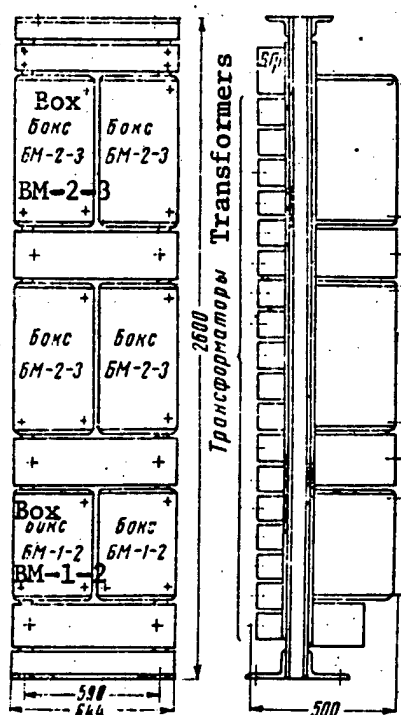 Box
Бокс
БМ-2-3
Бокс
БМ-2-3
BM-2-3
Бокс
БМ-2-3
Бокс
БМ-2-3
Box
Бокс
БМ-1-2
Бокс
БМ-1-2
BM-1-2
2600
Трансформаторы
Transformers
590
644
500